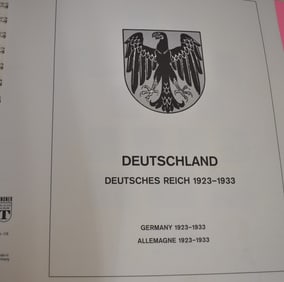 DEUTSCHLAND
DEUTSCHES REICH 1923–1933
GERMANY 1923–1933
ALLEMAGNE 1923–1933